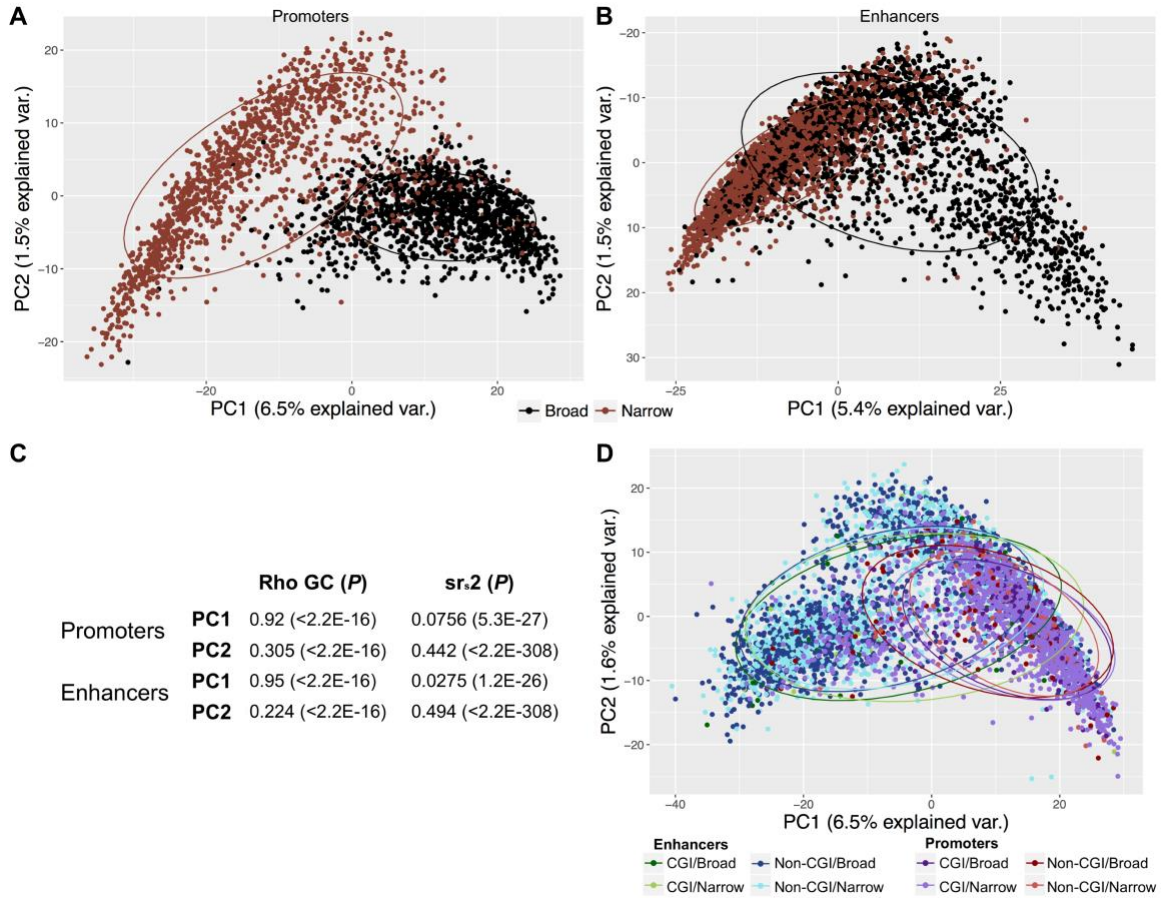 A
Promoters
PC2 (1.5% explained var.)
20
10
0
−10
−20
−20
0
20
PC1 (6.5% explained var.)
B
Enhancers
PC2 (1.5% explained var.)
−20
−10
0
10
20
30
−25
0
25
PC1 (5.4% explained var.)
Broad Narrow
C
Rho GC (P) srs2 (P)
Promoters
PC1 0.92 (<2.2E-16) 0.0756 (5.3E-27)
PC2 0.305 (<2.2E-16) 0.442 (<2.2E-308)
Enhancers
PC1 0.95 (<2.2E-16) 0.0275 (1.2E-26)
PC2 0.224 (<2.2E-16) 0.494 (<2.2E-308)
D
PC2 (1.6% explained var.)
20
10
0
−10
−20
−40
−20
0
20
PC1 (6.5% explained var.)
Enhancers Promoters
CGI/Broad Non-CGI/Broad CGI/Broad Non-CGI/Broad
CGI/Narrow Non-CGI/Narrow CGI/Narrow Non-CGI/Narrow